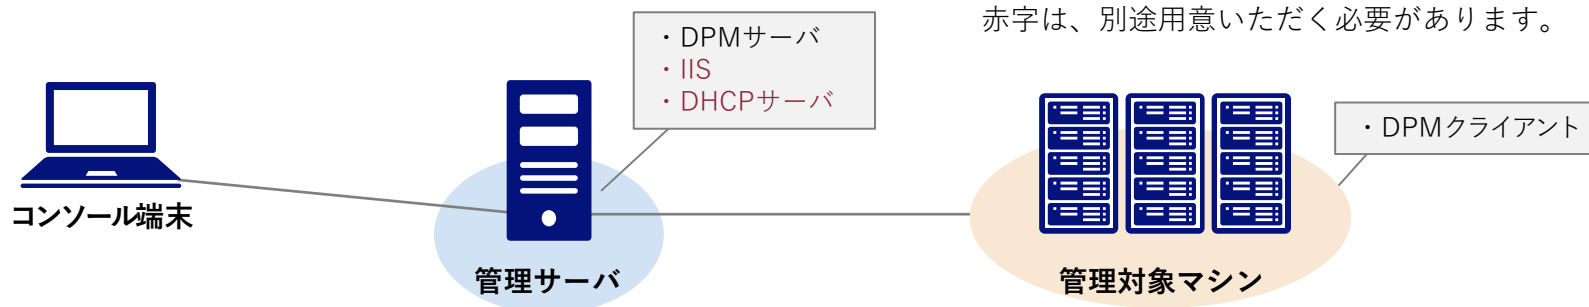 赤字は、別途用意いただく必要があります。
・DPMサーバ
・IIS
・DHCPサーバ
・DPMクライアント
コンソール端末
管理サーバ
管理対象マシン